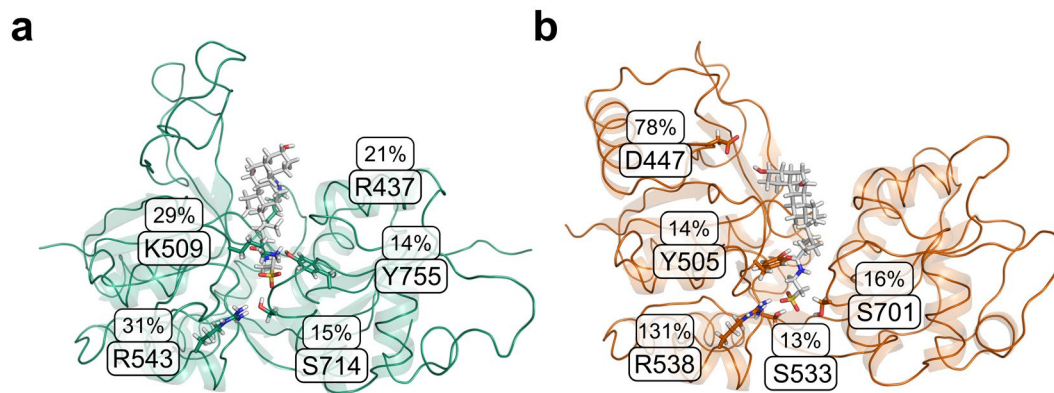 a
21%
R437
29%
K509
14%
Y755
31%
R543
15%
S714
b
78%
D447
14%
Y505
16%
S701
131%
R538
13%
S533